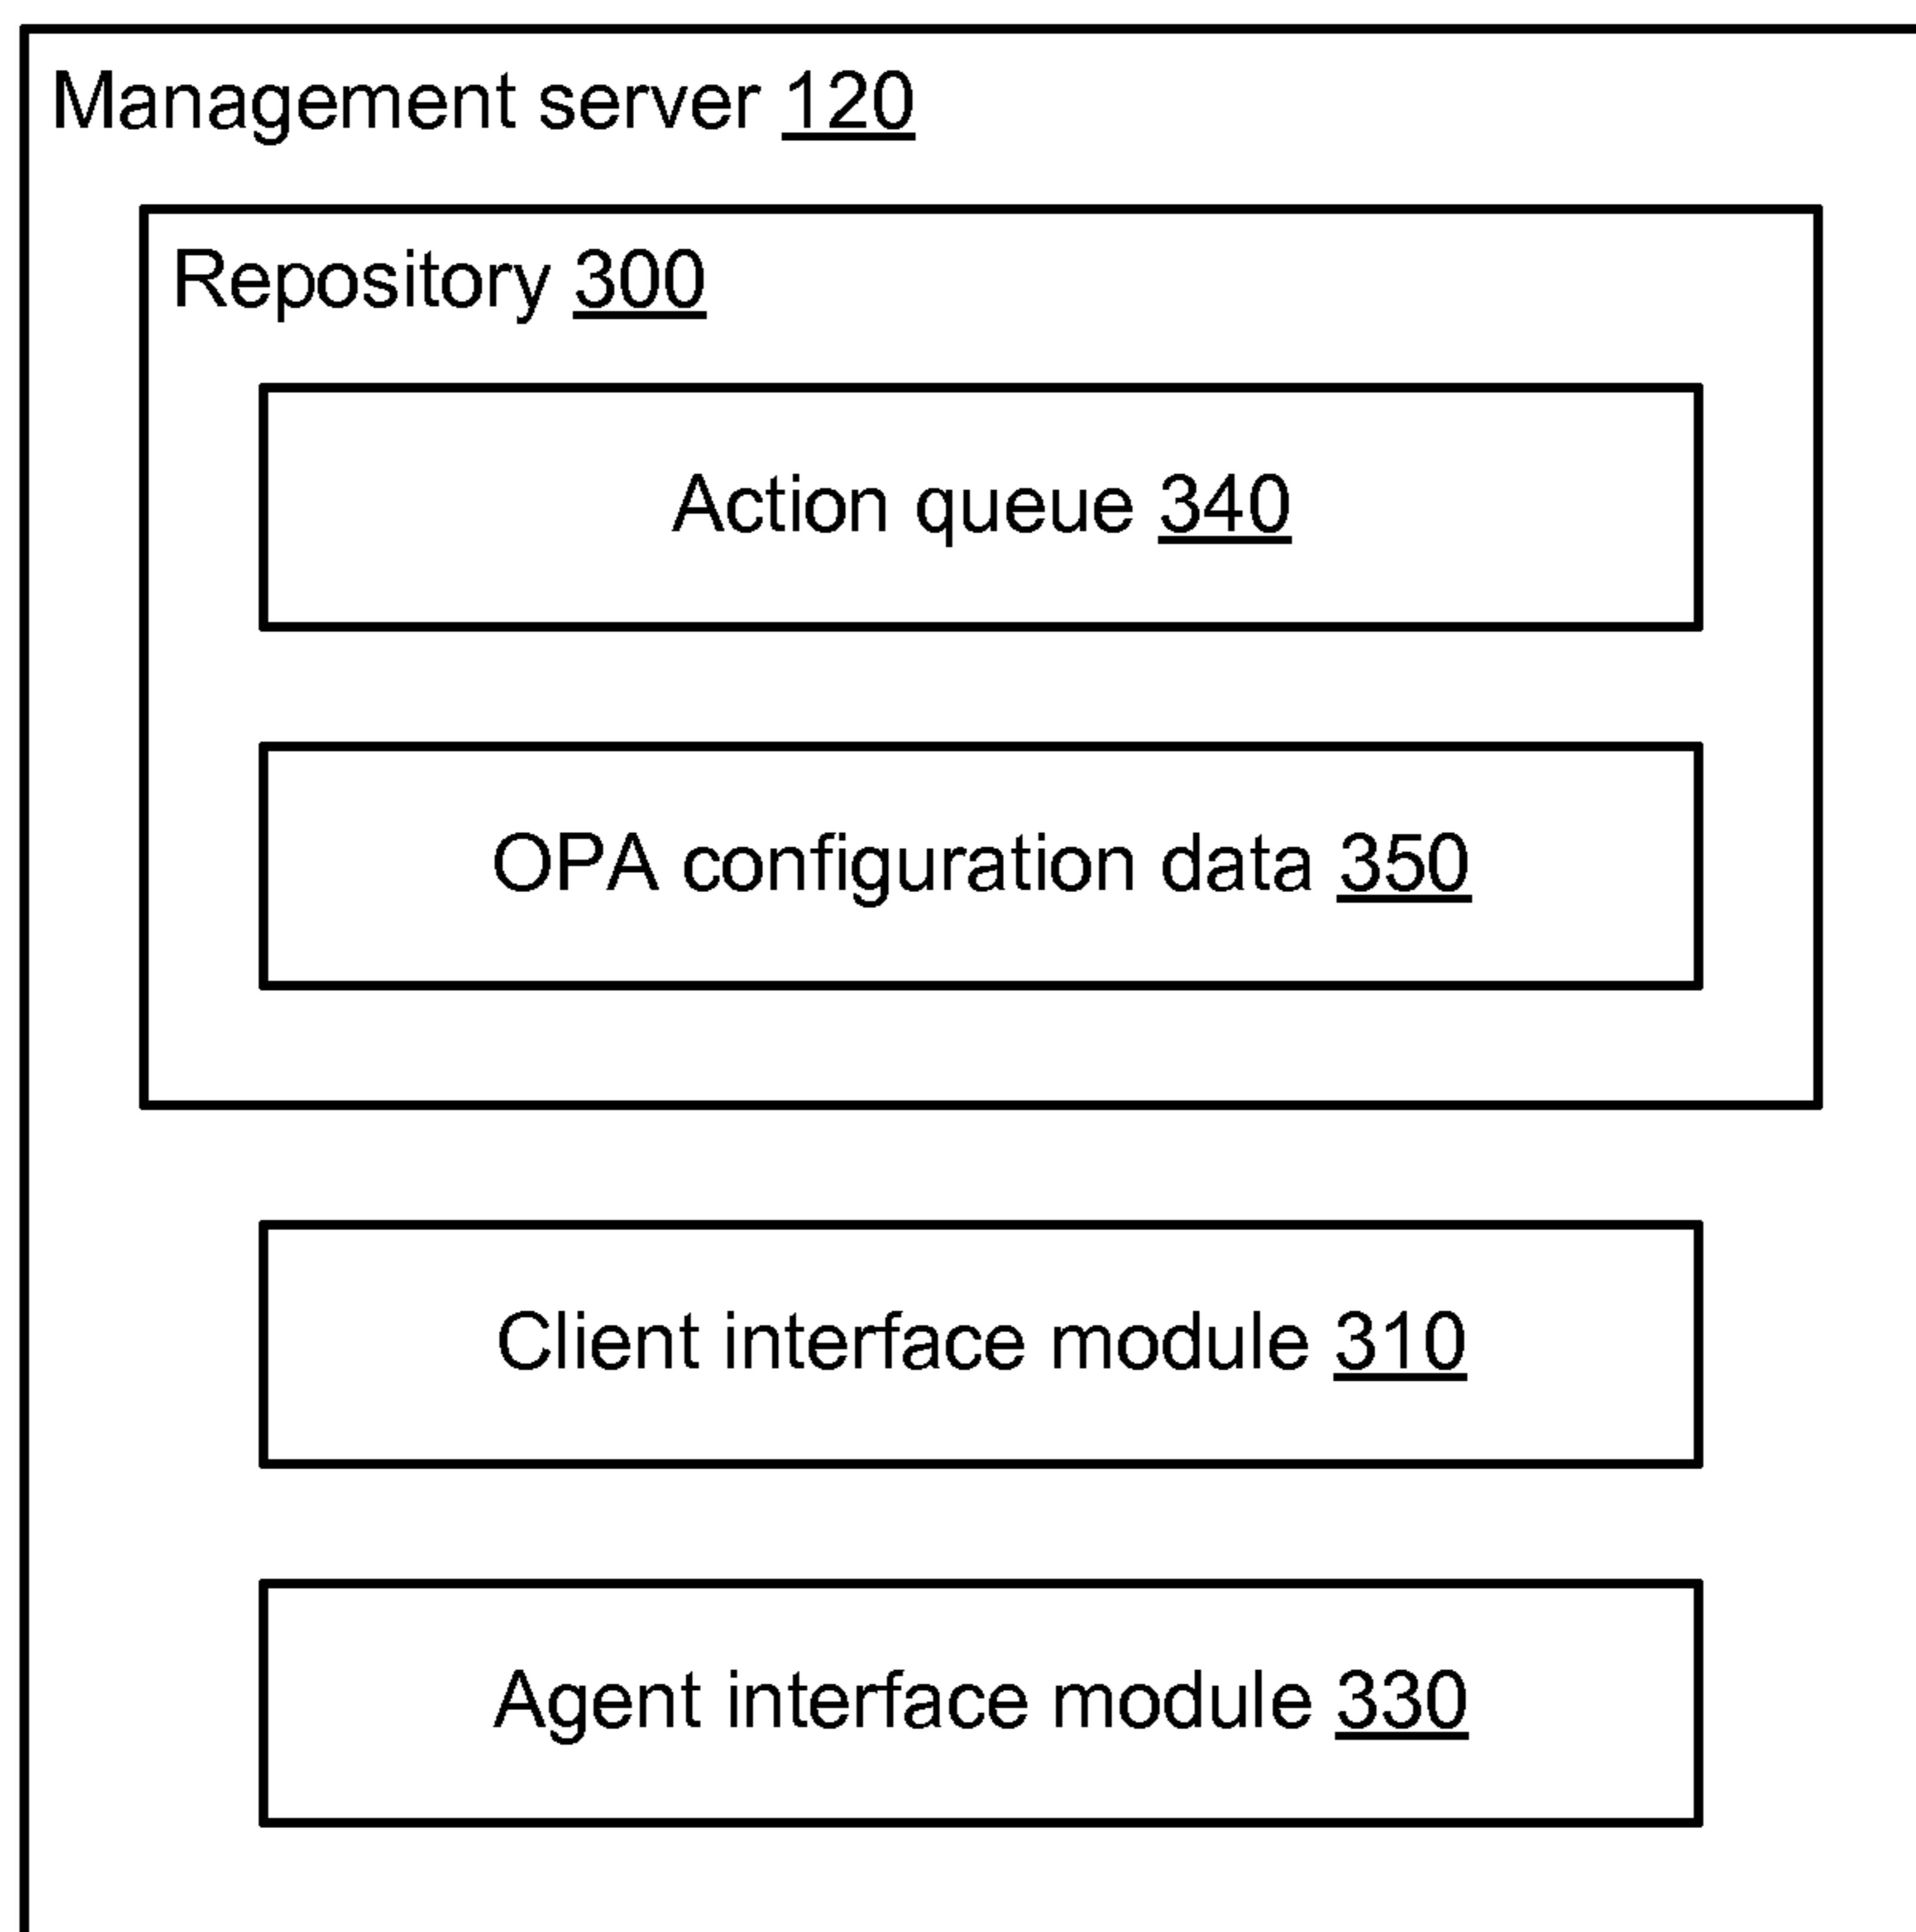 Management server 120
Repository 300
Action queue 340
OPA configuration data 350
Client interface module 310
Agent interface module 330